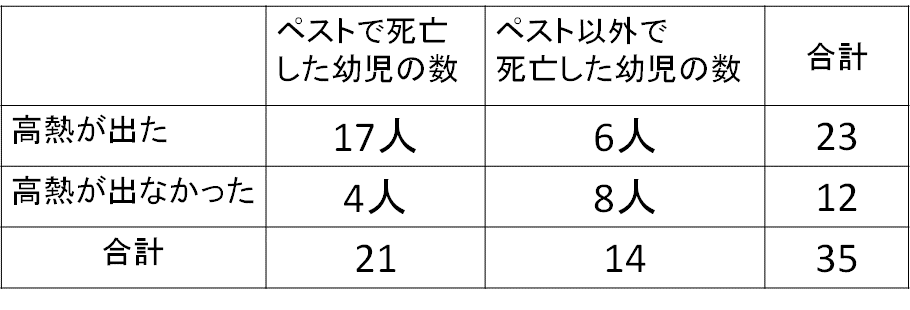 ペストで死亡
した幼児の数
ペスト以外で
死亡した幼児の数
合計
高熱が出た 17人 6人 23
高熱が出なかった 4人 8人 12
合計 21 14 35